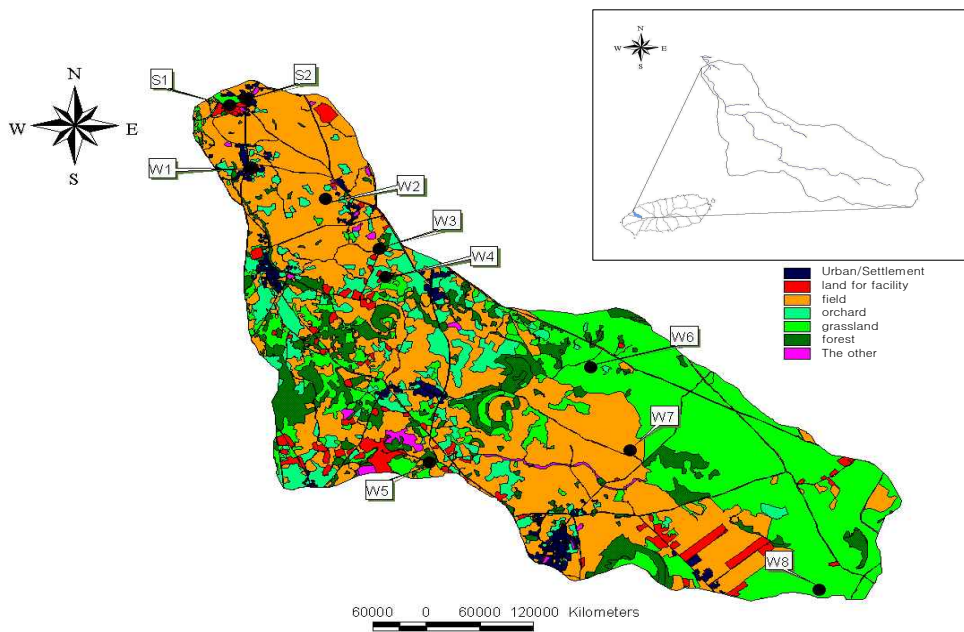 N
W E
S
N
W E
S
S1
S2
W1
W2
W3
W4
W5
W6
W7
W8
Urban/Settlement
land for facility
field
orchard
grassland
forest
The other
60000 0 60000 120000 Kilometers